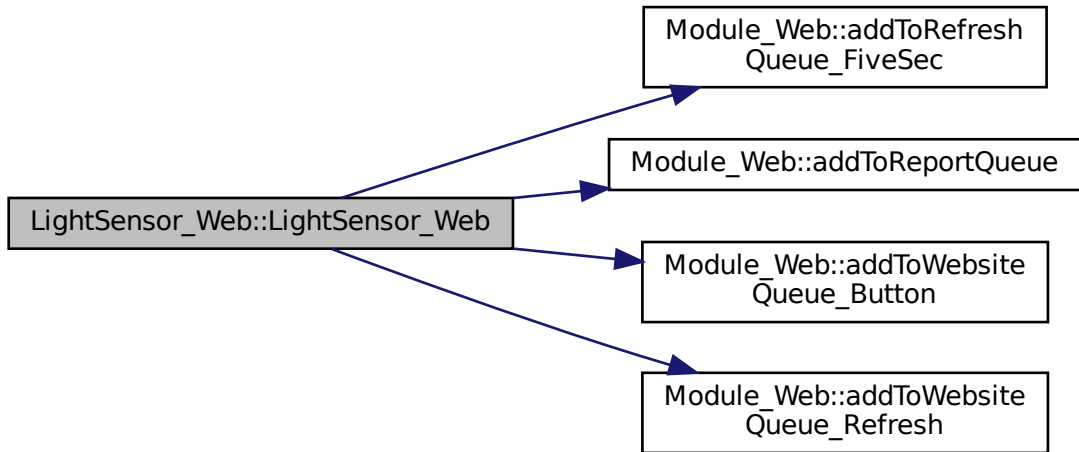 LightSensor_Web::LightSensor_Web
Module_Web::addToRefresh
Queue_FiveSec
Module_Web::addToReportQueue
Module_Web::addToWebsite
Queue_Button
Module_Web::addToWebsite
Queue_Refresh